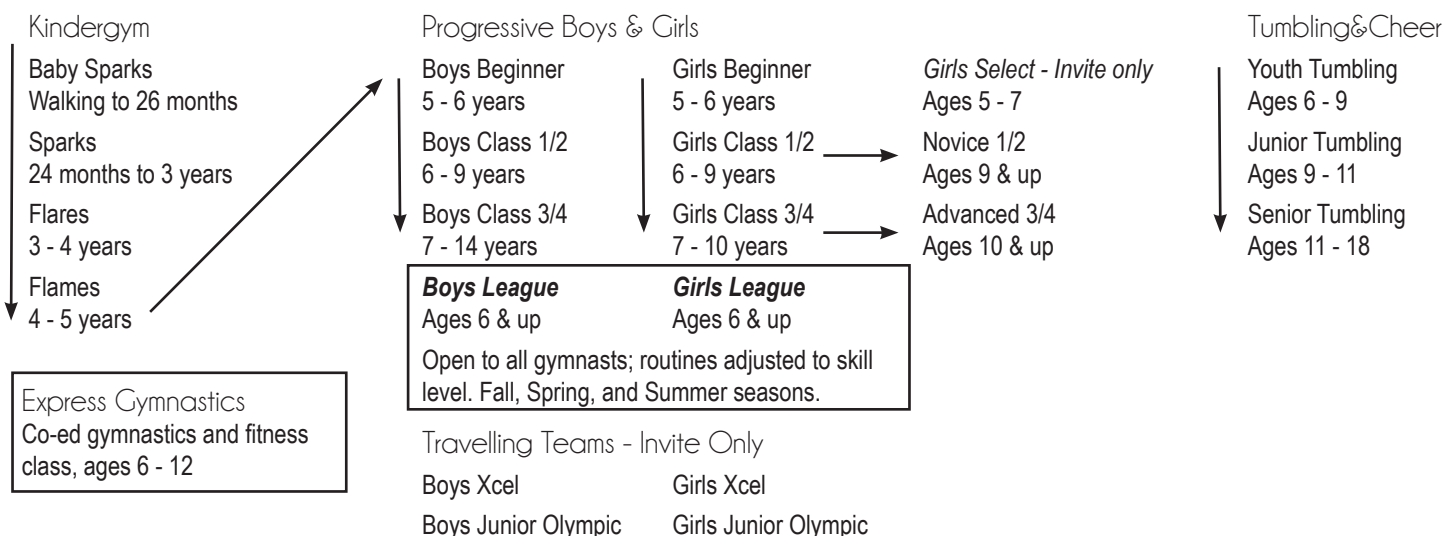 Kindergym
Baby Sparks
Walking to 26 months
Sparks
24 months to 3 years
Flares
3 - 4 years
Flames
4 - 5 years
Express Gymnastics
Co-ed gymnastics and fitness
class, ages 6 - 12
Progressive Boys & Girls
Boys Beginner
5 - 6 years
Boys Class 1/2
6 - 9 years
Boys Class 3/4
7 - 14 years
Girls Beginner
5 - 6 years
Girls Class 1/2
6 - 9 years
Girls Class 3/4
7 - 10 years
Girls Select - Invite only
Ages 5 - 7
Novice 1/2
Ages 9 & up
Advanced 3/4
Ages 10 & up
Boys League
Ages 6 & up
Girls League
Ages 6 & up
Open to all gymnasts; routines adjusted to skill
level. Fall, Spring, and Summer seasons.
Travelling Teams - Invite Only
Boys Xcel
Boys Junior Olympic
Girls Xcel
Girls Junior Olympic
Tumbling&Cheer
Youth Tumbling
Ages 6 - 9
Junior Tumbling
Ages 9 - 11
Senior Tumbling
Ages 11 - 18